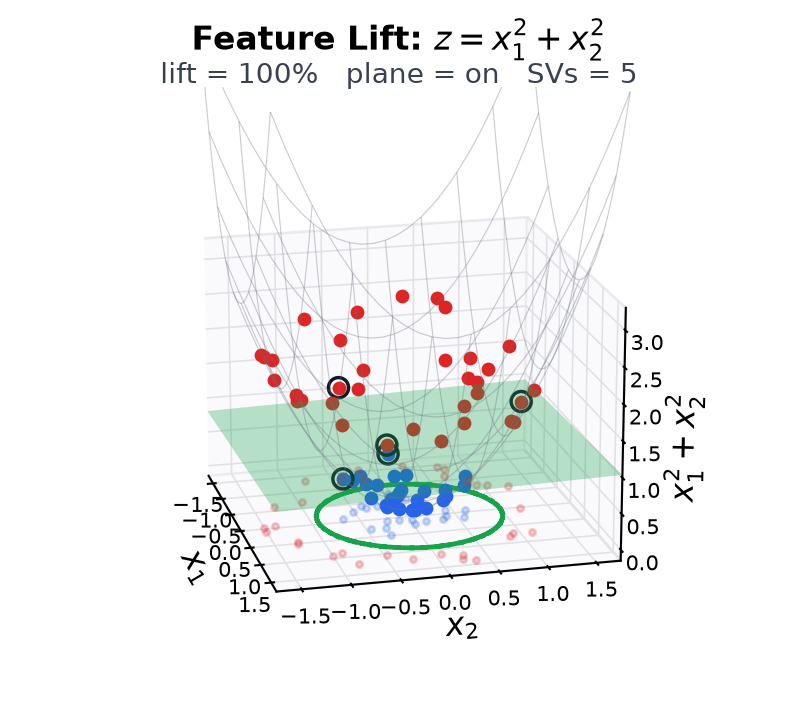 Feature Lift: z = x₁² + x₂²
lift = 100% plane = on SVs = 5
3.0
2.5
2.0
1.5
1.0
0.5
0.0
x₁² + x₂²
−1.5
−1.0
−0.5
0.0
0.5
1.0
1.5
x₁
−1.5 −1.0 −0.5 0.0 0.5 1.0 1.5
x₂